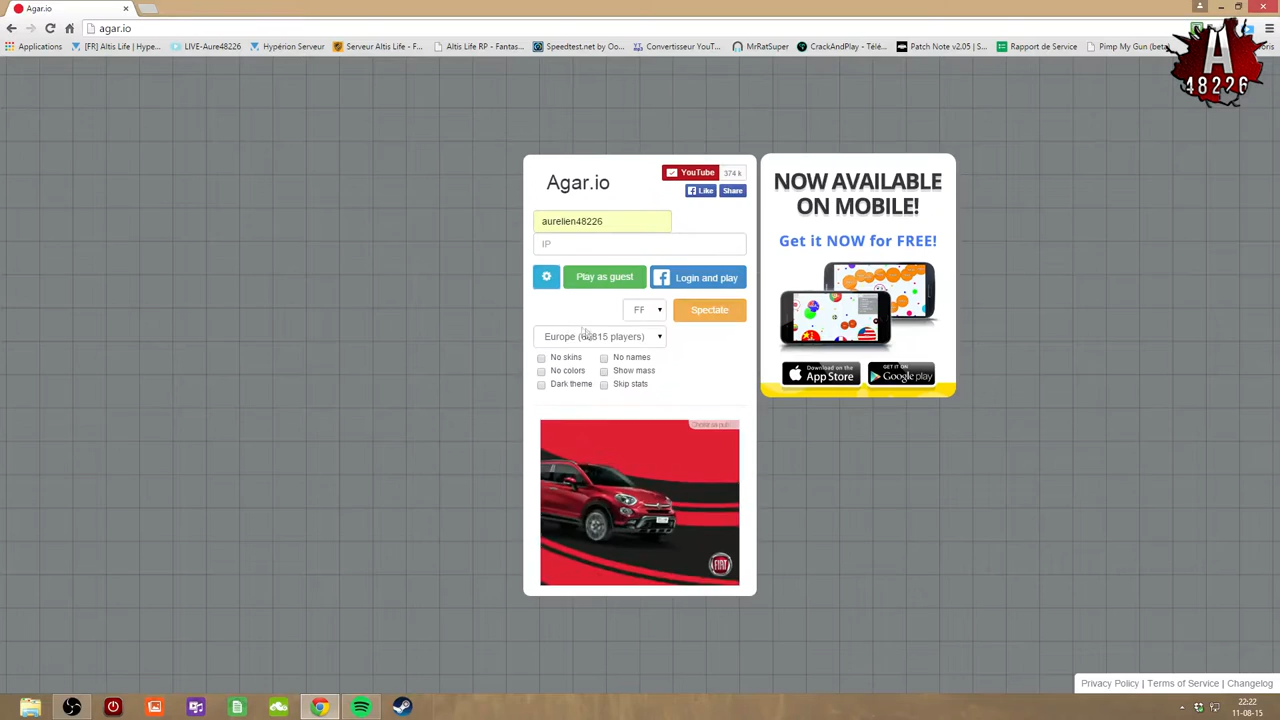 Agar.io
agar.io
Applications
[FR] Altis Life | Hype...
LIVE-Aure48226
Hypérion Serveur
Serveur Altis Life - F...
Altis Life RP - Fantas...
Speedtest.net by Oo...
Convertisseur YouT...
MrRatSuper
CrackAndPlay - Télé...
Patch Note v2.05 | S...
Rapport de Service
Pimp My Gun (beta)
A
48226
Agar.io
YouTube
374 k
Like
Share
aurelien48226
IP
Play as guest
Login and play
FF
Spectate
players)
No skins
No names
No colors
Show mass
Dark theme
Skip stats
FIAT
NOW AVAILABLE
ON MOBILE!
Get it NOW for FREE!
Download on the
App Store
GET IT ON
Google play
Privacy Policy | Terms of Service | Changelog
22:22
11-08-15